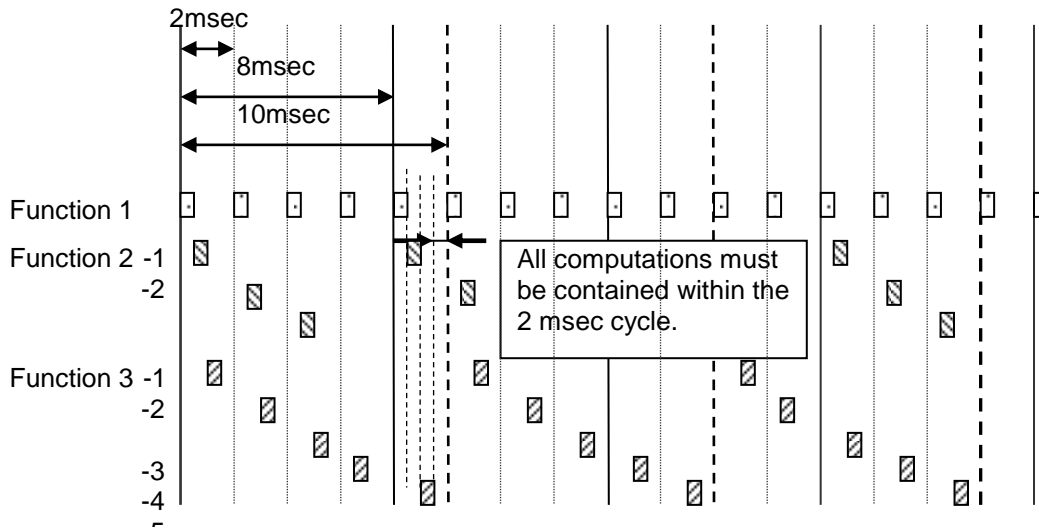 2msec
8msec
10msec
Function 1
Function 2 -1
-2
All computations must
be contained within the
2 msec cycle.
Function 3 -1
-2
-3
-4